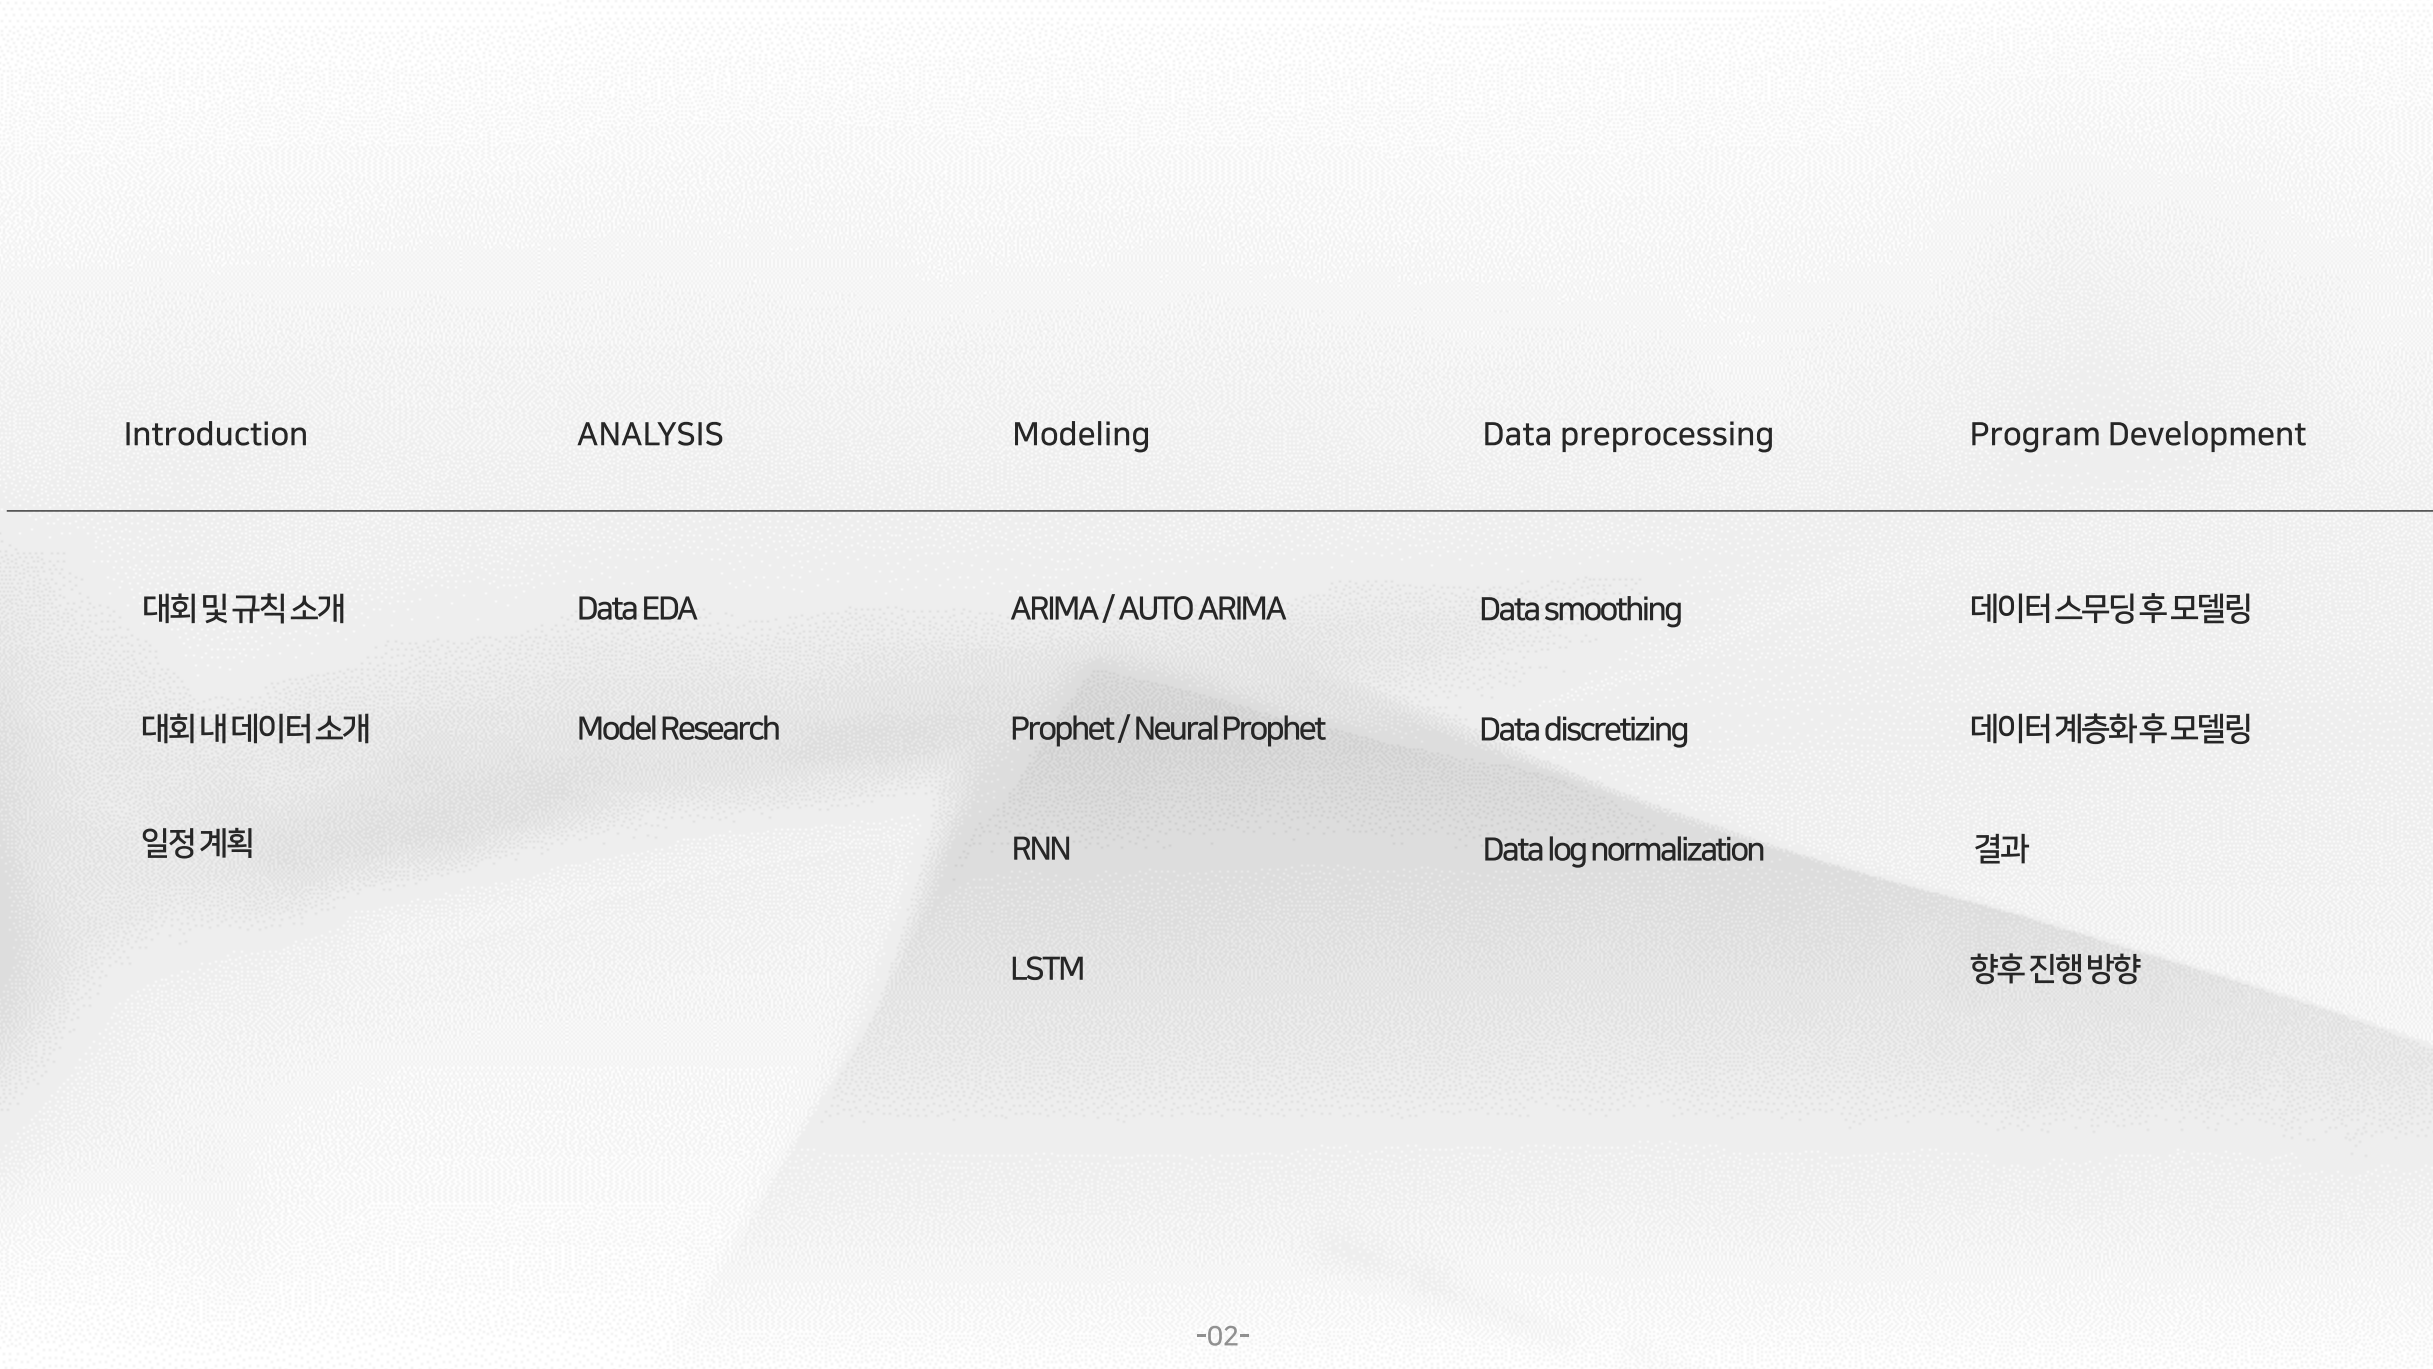 Introduction
ANALYSIS
Modeling
Data preprocessing
Program Development
대회 및 규칙 소개
대회 내 데이터 소개
일정 계획
Data EDA
Model Research
ARIMA / AUTO ARIMA
Prophet / Neural Prophet
RNN
LSTM
Data smoothing
Data discretizing
Data log normalization
데이터 스무딩 후 모델링
데이터 계층화 후 모델링
결과
향후 진행 방향
-02-